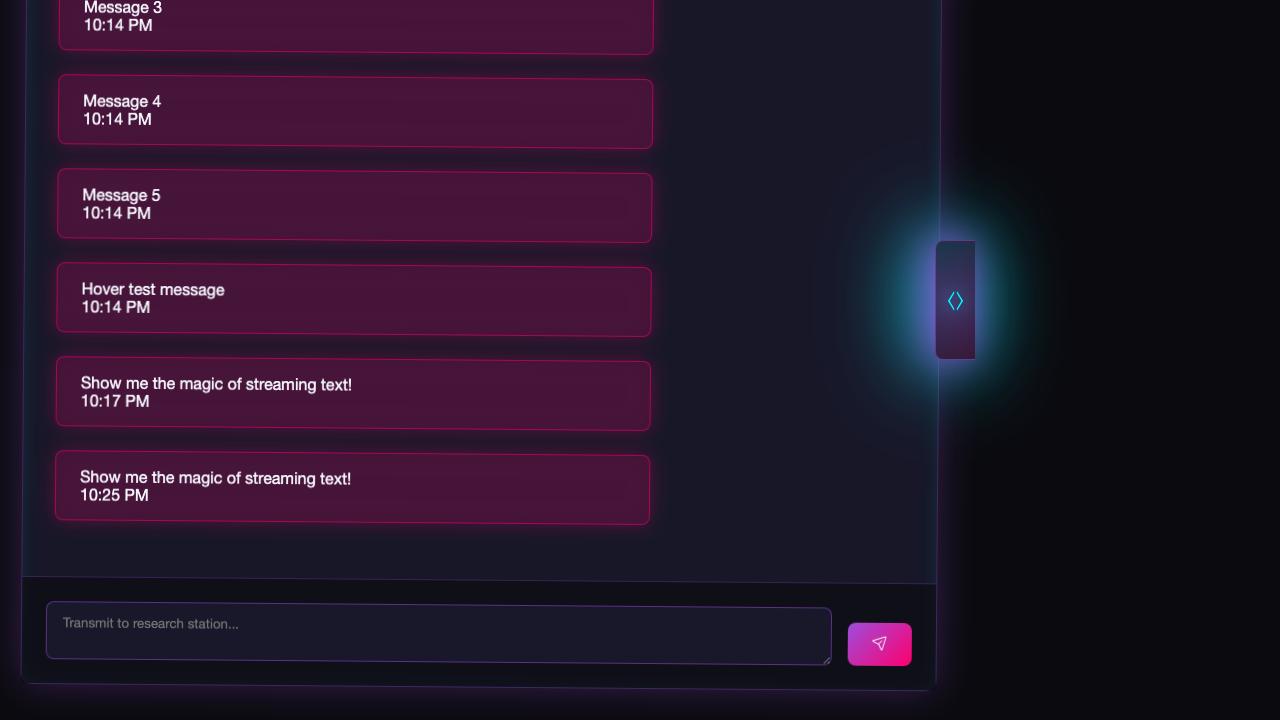 Message 3
10:14 PM
Message 4
10:14 PM
Message 5
10:14 PM
Hover test message
10:14 PM
Show me the magic of streaming text!
10:17 PM
Show me the magic of streaming text!
10:25 PM
Transmit to research station...